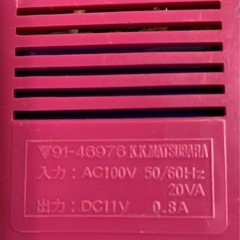 ▽91-46976 K.K.MATSUBARA
入力：AC100V 50/60Hz
20VA
出力：DC11V 0.8A